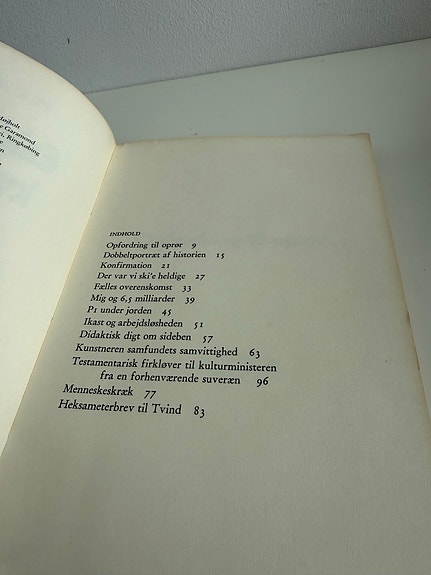 Højholt
Garamond
Ringkøbing
INDHOLD
Opfordring til oprør 9
Dobbeltportræt af historien 15
Konfirmation 21
Der var vi ski'e heldige 27
Fælles overenskomst 33
Mig og 6,5 milliarder 39
P1 under jorden 45
Ikast og arbejdsløsheden 51
Didaktisk digt om sideben 57
Kunstneren samfundets samvittighed 63
Testamentarisk firkløver til kulturministeren
fra en forhenværende suveræn 96
Menneskeskræk 77
Heksameterbrev til Tvind 83